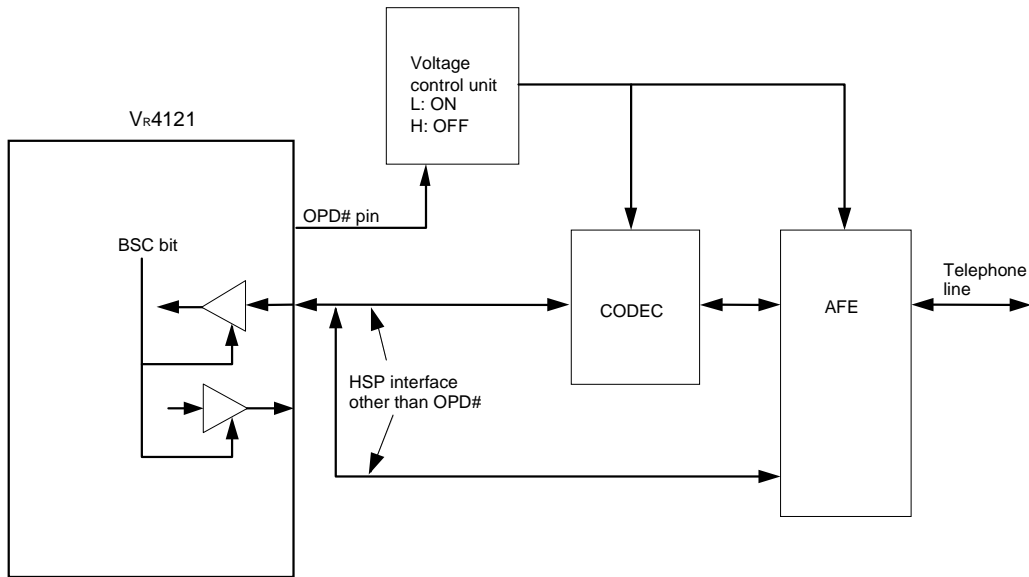 Voltage
control unit
L: ON
H: OFF
VR4121
OPD# pin
BSC bit
CODEC
AFE
Telephone
line
HSP interface
other than OPD#